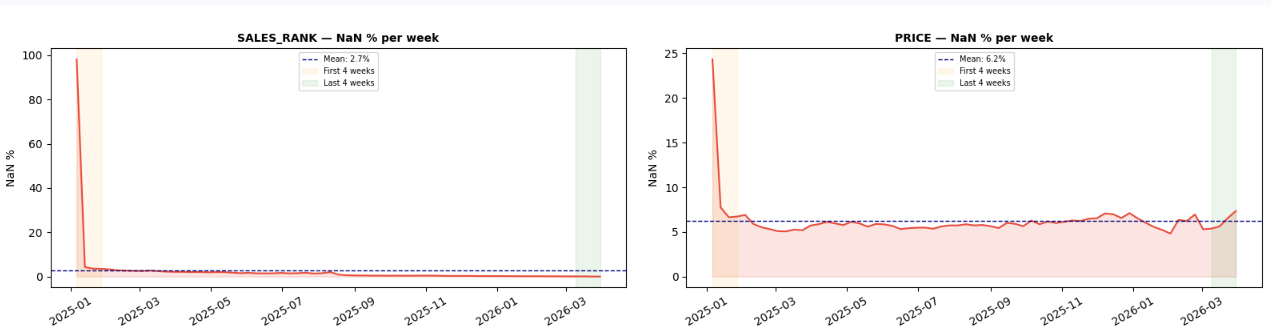 SALES_RANK — NaN % per week
NaN %
100
80
60
40
20
0
Mean: 2.7%
First 4 weeks
Last 4 weeks
2025-01
2025-03
2025-05
2025-07
2025-09
2025-11
2026-01
2026-03
PRICE — NaN % per week
NaN %
25
20
15
10
5
0
Mean: 6.2%
First 4 weeks
Last 4 weeks
2025-01
2025-03
2025-05
2025-07
2025-09
2025-11
2026-01
2026-03